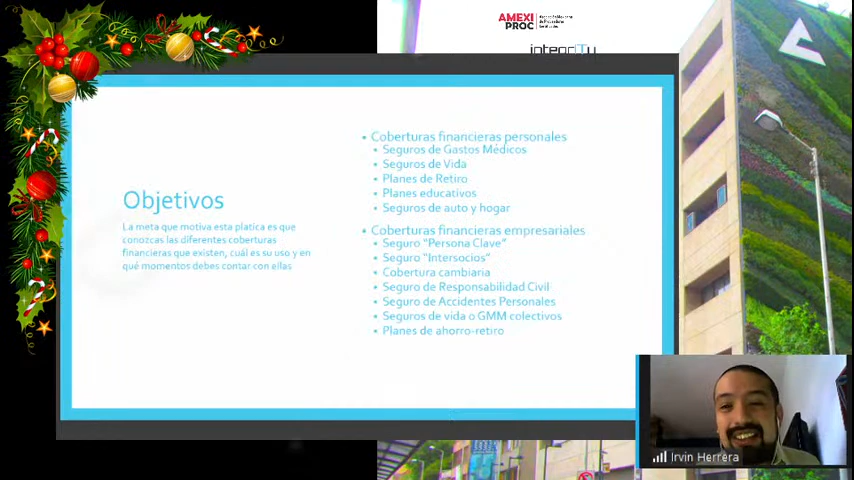 AMEXI
PROC
integrITy
Objetivos
La meta que motiva esta platica es que
conozcas las diferentes coberturas
financieras que existen, cuál es su uso y en
qué momentos debes contar con ellas
• Coberturas financieras personales
• Seguros de Gastos Médicos
• Seguros de Vida
• Planes de Retiro
• Planes educativos
• Seguros de auto y hogar
• Coberturas financieras empresariales
• Seguro "Persona Clave"
• Seguro "Intersocios"
• Cobertura cambiaria
• Seguro de Responsabilidad Civil
• Seguro de Accidentes Personales
• Seguros de vida o GMM colectivos
• Planes de ahorro-retiro
Irvin Herrera